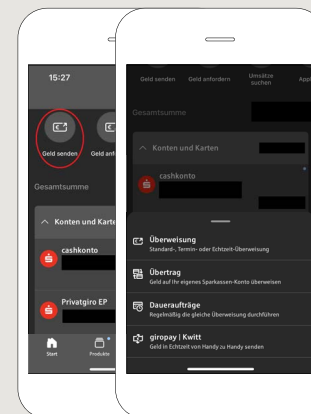 15:27
Geld senden
Geld anf
Gesamtsumme
Konten und Karte
cashkonto
Privatgiro EP
Start
Produkte
Geld senden
Geld anfordern
Umsätze
suchen
Appl
Gesamtsumme
Konten und Karten
cashkonto
Überweisung
Standard-, Termin- oder Echtzeit-Überweisung
Übertrag
Geld auf Ihr eigenes Sparkassen-Konto überweisen
Daueraufträge
Regelmäßig die gleiche Überweisung durchführen
giropay | Kwitt
Geld in Echtzeit von Handy zu Handy senden